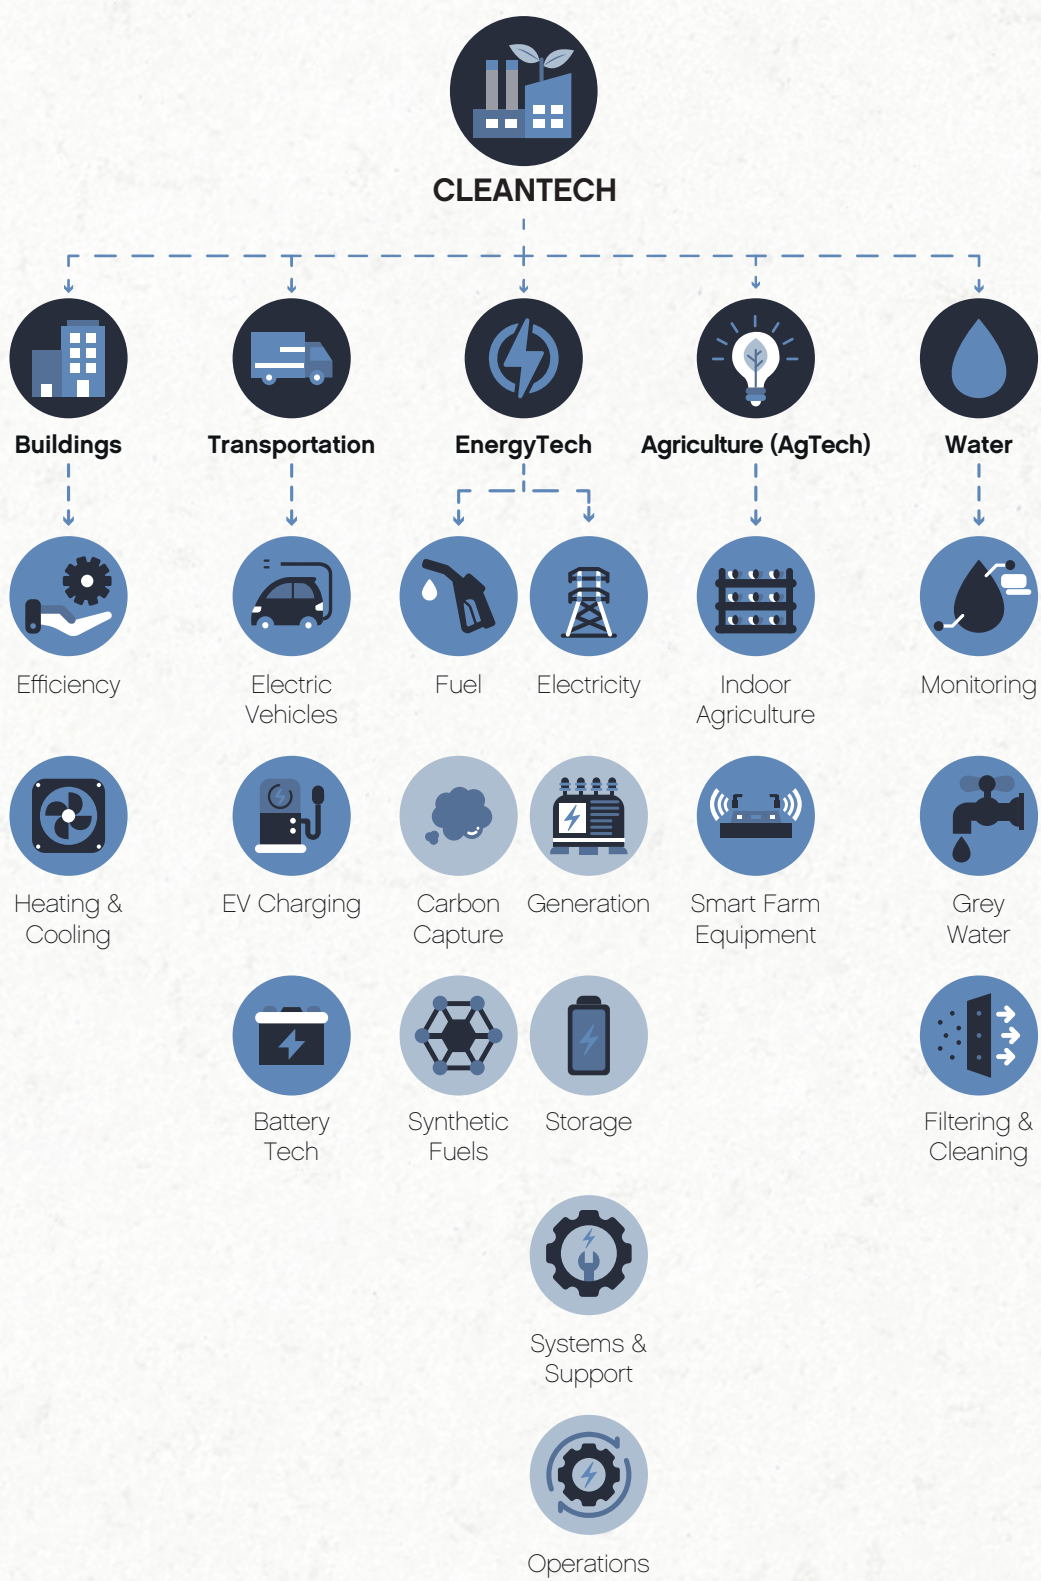 CLEANTECH
Buildings
Transportation
EnergyTech
Agriculture (AgTech)
Water
Efficiency
Electric
Vehicles
Fuel
Electricity
Indoor
Agriculture
Monitoring
Heating &
Cooling
EV Charging
Carbon
Capture
Generation
Smart Farm
Equipment
Grey
Water
Battery
Tech
Synthetic
Fuels
Storage
Filtering &
Cleaning
Systems &
Support
Operations